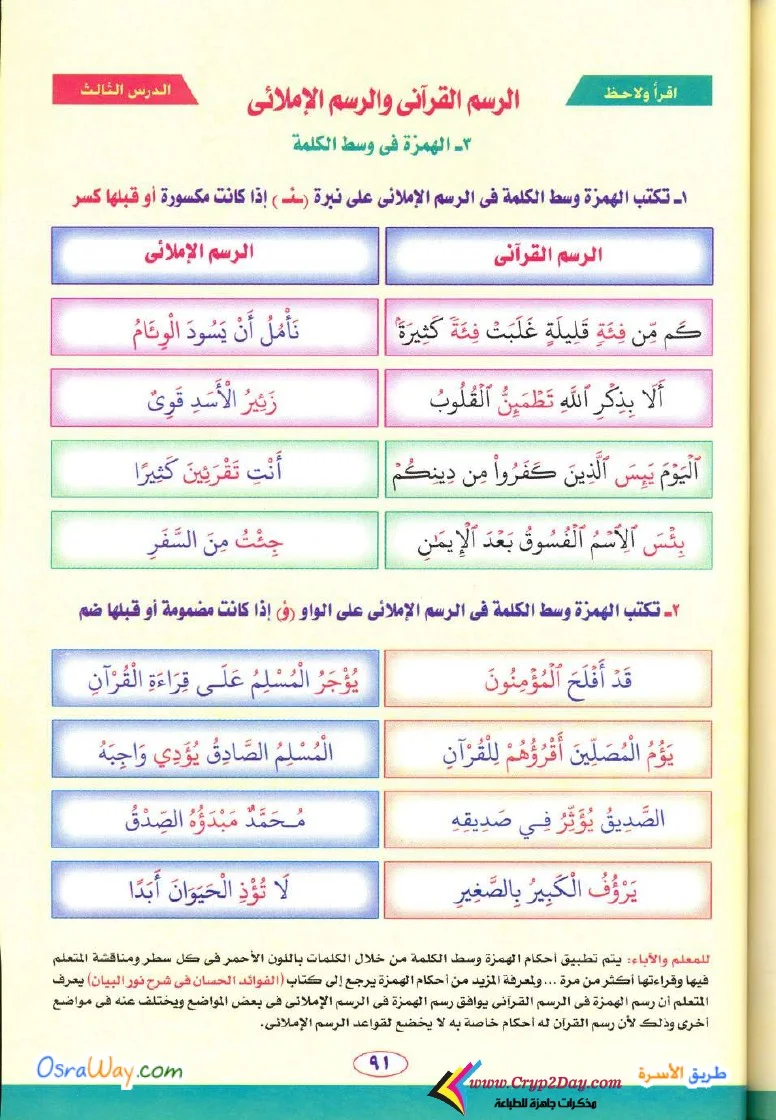 اقرأ ولاحظ
الرسم القرآنى والرسم الإملائى
الدرس الثالث
٣ـ الهمزة فى وسط الكلمة
١ـ تكتب الهمزة وسط الكلمة فى الرسم الإملائى على نبرة (ـئـ) إذا كانت مكسورة أو قبلها كسر
الرسم القرآنى
الرسم الإملائى
كَم مِّن فِئَةٍ قَلِيلَةٍ غَلَبَتْ فِئَةً كَثِيرَةً
نَأْمُلُ أَنْ يَسُودَ الْوِئَامُ
أَلَا بِذِكْرِ ٱللَّهِ تَطْمَئِنُّ ٱلْقُلُوبُ
زَئِيرُ الْأَسَدِ قَوِىٌ
ٱلْيَوْمَ يَئِسَ ٱلَّذِينَ كَفَرُوا۟ مِن دِينِكُمْ
أَنْتِ تَقْرَئِينَ كَثِيرًا
بِئْسَ ٱلِٱسْمُ ٱلْفُسُوقُ بَعْدَ ٱلْإِيمَٰنِ
جِئْتُ مِنَ السَّفَرِ
٢ـ تكتب الهمزة وسط الكلمة فى الرسم الإملائى على الواو (ؤ) إذا كانت مضمومة أو قبلها ضم
قَدْ أَفْلَحَ ٱلْمُؤْمِنُونَ
يُؤْجَرُ الْمُسْلِمُ عَلَـى قِرَاءَةِ الْقُرْآنِ
يَؤُمُ الْمُصَلِّينَ أَقْرَؤُهُمْ لِلْقُرْآنِ
الْمُسْلِمُ الصَّادِقُ يُؤَدِي وَاجِبَهُ
الصَّدِيقُ يُؤَثِّرُ فِـي صَدِيقِهِ
مُـحَمَّدٌ مَبْدَؤُهُ الصِّدْقُ
يَرْؤُفُ الْكَبِيرُ بِالصَّغِيرِ
لَا تُؤْذِ الْحَيَوَانَ أَبَدًا
للمعلم والآباء: يتم تطبيق أحكام الهمزة وسط الكلمة من خلال الكلمات باللون الأحمر فى كل سطر ومناقشة المتعلم
فيها وقراءتها أكثر من مرة ... ولمعرفة المزيد من أحكام الهمزة يرجع إلى كتاب (الفوائد الحسان فى شرح نور البيان) يعرف
المتعلم أن رسم الهمزة فى الرسم القرآنى يوافق رسم الهمزة فى الرسم الإملائى فى بعض المواضع ويختلف عنه فى مواضع
أخرى وذلك لأن رسم القرآن له أحكام خاصة به لا يخضع لقواعد الرسم الإملائى.
طريق الأسرة
www.Cryp2Day.com
مذكرات جاهزة للطباعة
٩١
OsraWay.com